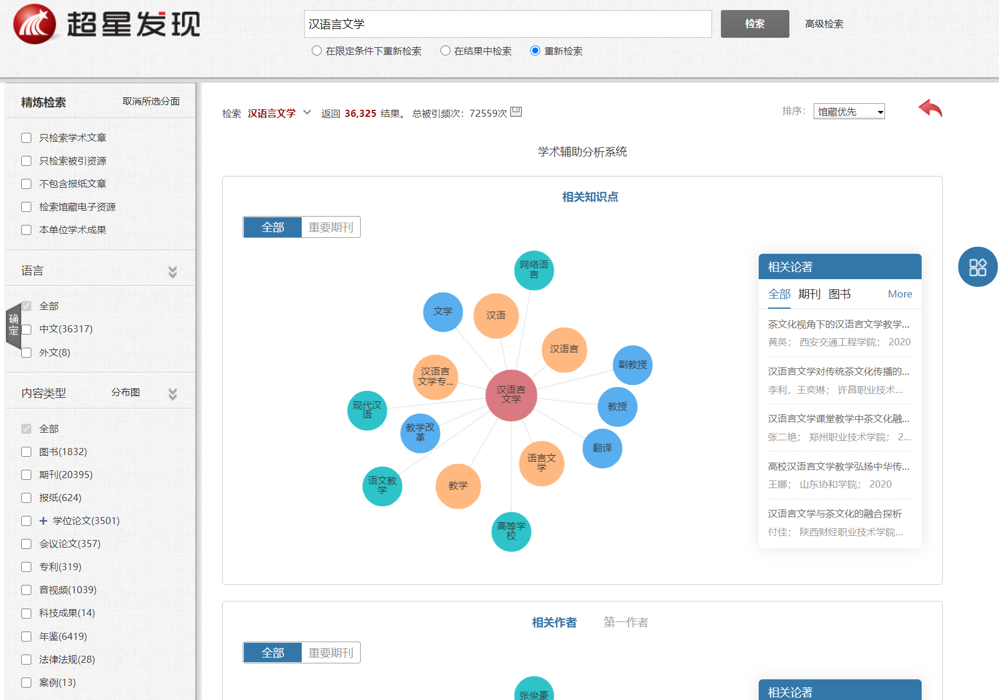 超星发现
汉语言文学
检索
高级检索
在限定条件下重新检索
在结果中检索
重新检索
精炼检索
取消所选分面
只检索学术文章
只检索被引资源
不包含报纸文章
检索馆藏电子资源
本单位学术成果
语言
全部
中文(36317)
外文(8)
确定
内容类型
分布图
全部
图书(1832)
期刊(20395)
报纸(624)
学位论文(3501)
会议论文(357)
专利(319)
音视频(1039)
科技成果(14)
年鉴(6419)
法律法规(28)
案例(13)
检索 汉语言文学 返回 36,325 结果。 总被引频次：72559次
排序： 馆藏优先
学术辅助分析系统
相关知识点
全部
重要期刊
网络语
言
文学
汉语
汉语言
副教授
汉语言
文学专...
汉语言
文学
现代汉
语
教授
教学改
革
翻译
语言文
学
语文教
学
教学
高等学
校
相关论著
全部 期刊 图书 More
茶文化视角下的汉语言文学教学...
黄英； 西安交通工程学院； 2020
汉语言文学对传统茶文化传播的...
李利，王奕琳； 许昌职业技术...
汉语言文学课堂教学中茶文化融...
张二艳； 郑州职业技术学院； 2...
高校汉语言文学教学弘扬中华传...
王娜； 山东协和学院； 2020
汉语言文学与茶文化的融合探析
付佳； 陕西财经职业技术学院...
相关作者
第一作者
全部
重要期刊
张俊豪
相关论著